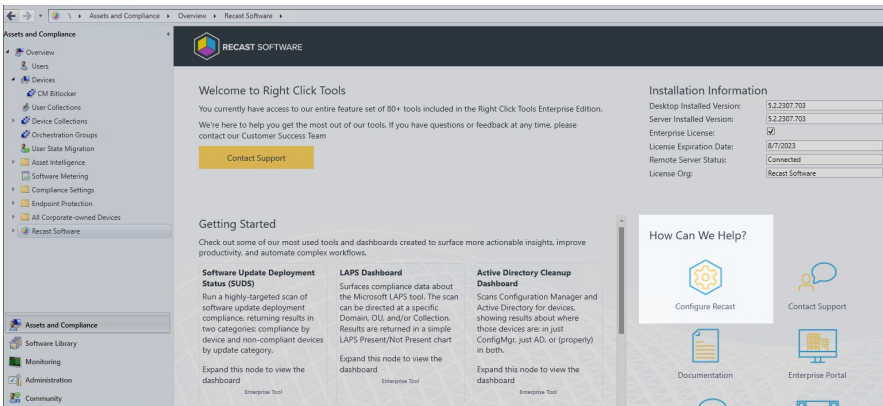 \ Assets and Compliance Overview Recast Software
Assets and Compliance
Overview
Users
Devices
CM Bitlocker
User Collections
Device Collections
Orchestration Groups
User State Migration
Asset Intelligence
Software Metering
Compliance Settings
Endpoint Protection
All Corporate-owned Devices
Recast Software
Assets and Compliance
Software Library
Monitoring
Administration
Community
RECAST SOFTWARE
Welcome to Right Click Tools
You currently have access to our entire feature set of 80+ tools included in the Right Click Tools Enterprise Edition.
We're here to help you get the most out of our tools. If you have questions or feedback at any time, please
contact our Customer Success Team
Contact Support
Installation Information
Desktop Installed Version: 5.2.2307.703
Server Installed Version: 5.2.2307.703
Enterprise License:
License Expiration Date: 8/7/2023
Remote Server Status: Connected
License Org: Recast Software
Getting Started
Check out some of our most used tools and dashboards created to surface more actionable insights, improve
productivity, and automate complex workflows.
Software Update Deployment
Status (SUDS)
Run a highly-targeted scan of
software update deployment
compliance, returning results in
two categories: compliance by
device and non-compliant devices
by update category.
Expand this node to view the
dashboard
Enterprise Tool
LAPS Dashboard
Surfaces compliance data about
the Microsoft LAPS tool. The scan
can be directed at a specific
Domain, OU, and/or Collection.
Results are returned in a simple
LAPS Present/Not Present chart
Expand this node to view the
dashboard
Enterprise Tool
Active Directory Cleanup
Dashboard
Scans Configuration Manager and
Active Directory for devices,
showing results about where
those devices are: in just
ConfigMgr, just AD, or (properly)
in both.
Expand this node to view the
dashboard
Enterprise Tool
How Can We Help?
Configure Recast
Contact Support
Documentation
Enterprise Portal